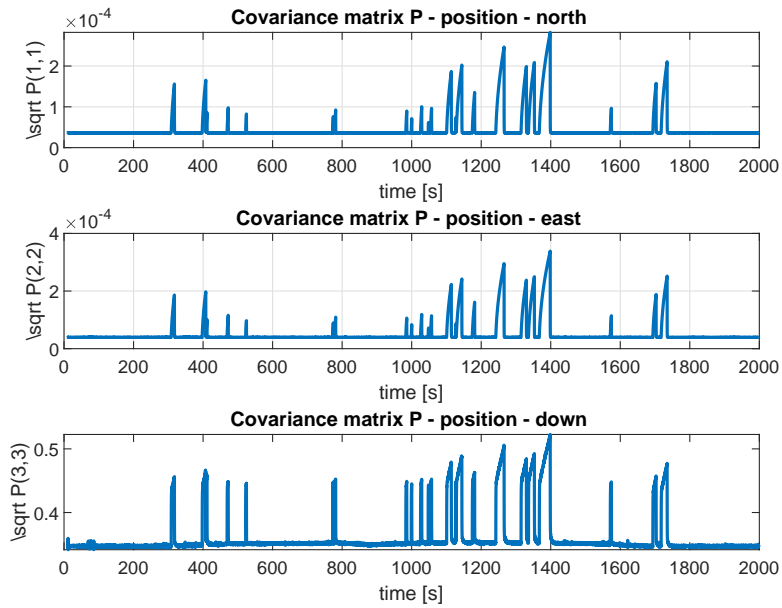 Covariance matrix P - position - north
×10-4
\sqrt P(1,1)
2
1
0
0 200 400 600 800 1000 1200 1400 1600 1800 2000
time [s]
Covariance matrix P - position - east
×10-4
\sqrt P(2,2)
4
2
0
0 200 400 600 800 1000 1200 1400 1600 1800 2000
time [s]
Covariance matrix P - position - down
\sqrt P(3,3)
0.5
0.4
0 200 400 600 800 1000 1200 1400 1600 1800 2000
time [s]